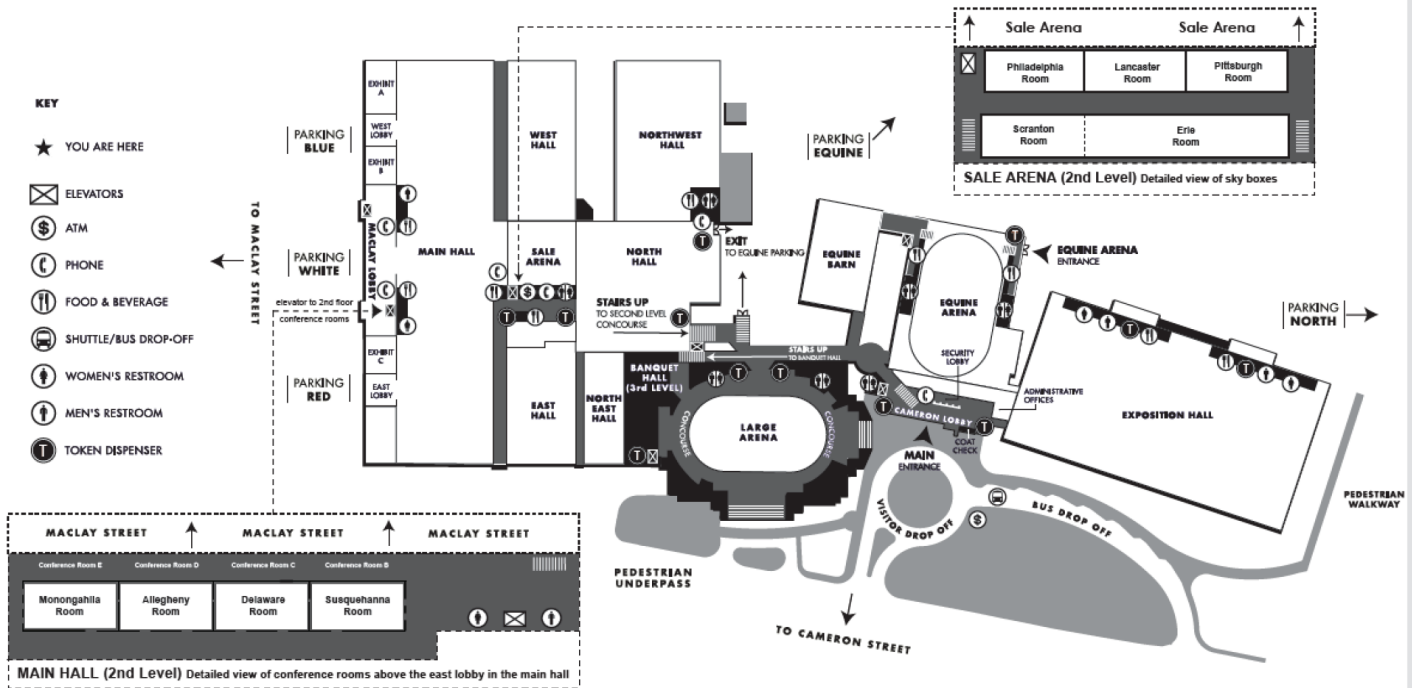 Sale Arena
Sale Arena
Philadelphia
Room
Lancaster
Room
Pittsburgh
Room
Scranton
Room
Erie
Room
SALE ARENA (2nd Level) Detailed view of sky boxes
KEY
YOU ARE HERE
ELEVATORS
$
ATM
PHONE
FOOD & BEVERAGE
SHUTTLE/BUS DROP-OFF
WOMEN'S RESTROOM
MEN'S RESTROOM
T
TOKEN DISPENSER
TO MACLAY STREET
PARKING
BLUE
PARKING
WHITE
elevator to 2nd floor
conference rooms
PARKING
RED
EXHIBIT
A
WEST
LOBBY
EXHIBIT
B
MACLAY LOBBY
EXHIBIT
C
EAST
LOBBY
MAIN HALL
WEST
HALL
NORTHWEST
HALL
SALE
ARENA
NORTH
HALL
$
T
T
T
EXIT
TO EQUINE PARKING
STAIRS UP
TO SECOND LEVEL
CONCOURSE
T
EAST
HALL
NORTH
EAST
HALL
BANQUET
HALL
(3rd LEVEL)
STAIRS UP
TO BANQUET HALL
T
T
T
CONCOURSE
LARGE
ARENA
CONCOURSE
PARKING
EQUINE
EQUINE
BARN
EQUINE
ARENA
T
EQUINE ARENA
ENTRANCE
SECURITY
LOBBY
ADMINISTRATIVE
OFFICES
T
CAMERON LOBBY
T
COAT
CHECK
MAIN
ENTRANCE
T
T
EXPOSITION HALL
PARKING
NORTH
PEDESTRIAN
WALKWAY
VISITOR DROP OFF
$
BUS DROP OFF
PEDESTRIAN
UNDERPASS
TO CAMERON STREET
MACLAY STREET
MACLAY STREET
MACLAY STREET
Conference Room E
Conference Room D
Conference Room C
Conference Room B
Monongahila
Room
Allegheny
Room
Delaware
Room
Susquehanna
Room
MAIN HALL (2nd Level) Detailed view of conference rooms above the east lobby in the main hall